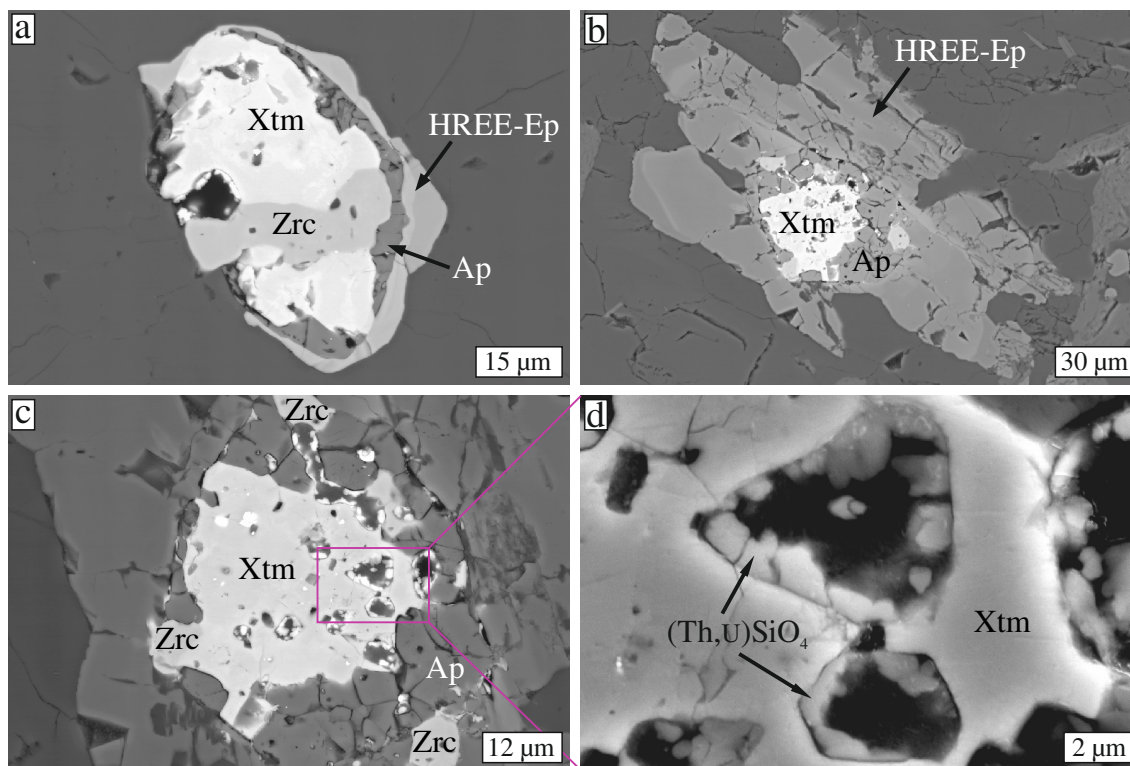 a
Xtm
HREE-Ep
Zrc
Ap
15 μm
b
HREE-Ep
Xtm
Ap
30 μm
c
Zrc
Xtm
Zrc
Ap
Zrc
12 μm
d
(Th,U)SiO₄
Xtm
2 μm